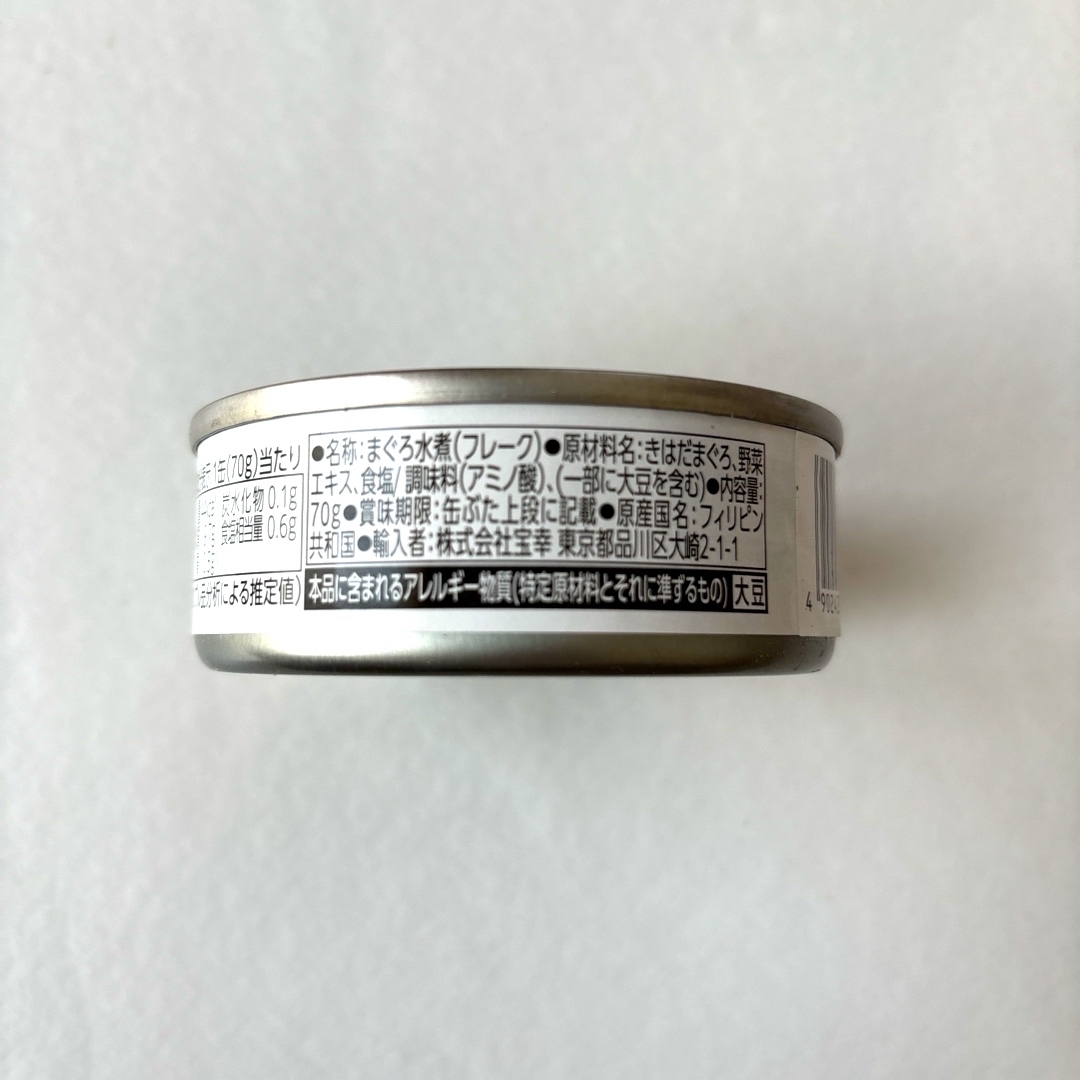 1缶(70g)当たり
炭水化物 0.1g
食塩相当量 0.6g
分析による推定値)
●名称:まぐろ水煮(フレーク)●原材料名:きはだまぐろ、野菜
エキス、食塩/調味料(アミノ酸)、(一部に大豆を含む)●内容量:
70g●賞味期限:缶ぶた上段に記載●原産国名:フィリピン
共和国●輸入者:株式会社宝幸 東京都品川区大崎2-1-1
本品に含まれるアレルギー物質(特定原材料とそれに準ずるもの) 大豆
4 9024